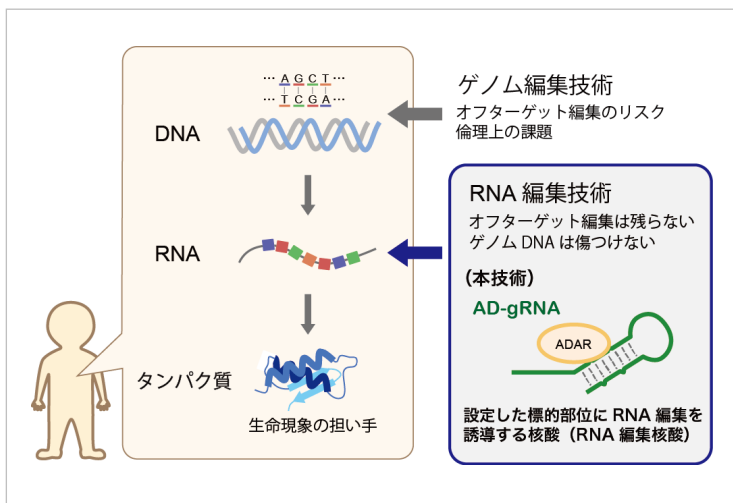 … A G C T …
… T C G A …
DNA
RNA
タンパク質
生命現象の担い手
ゲノム編集技術
オフターゲット編集のリスク
倫理上の課題
RNA 編集技術
オフターゲット編集は残らない
ゲノム DNA は傷つけない
(本技術)
AD-gRNA
ADAR
設定した標的部位に RNA 編集を
誘導する核酸（RNA 編集核酸）